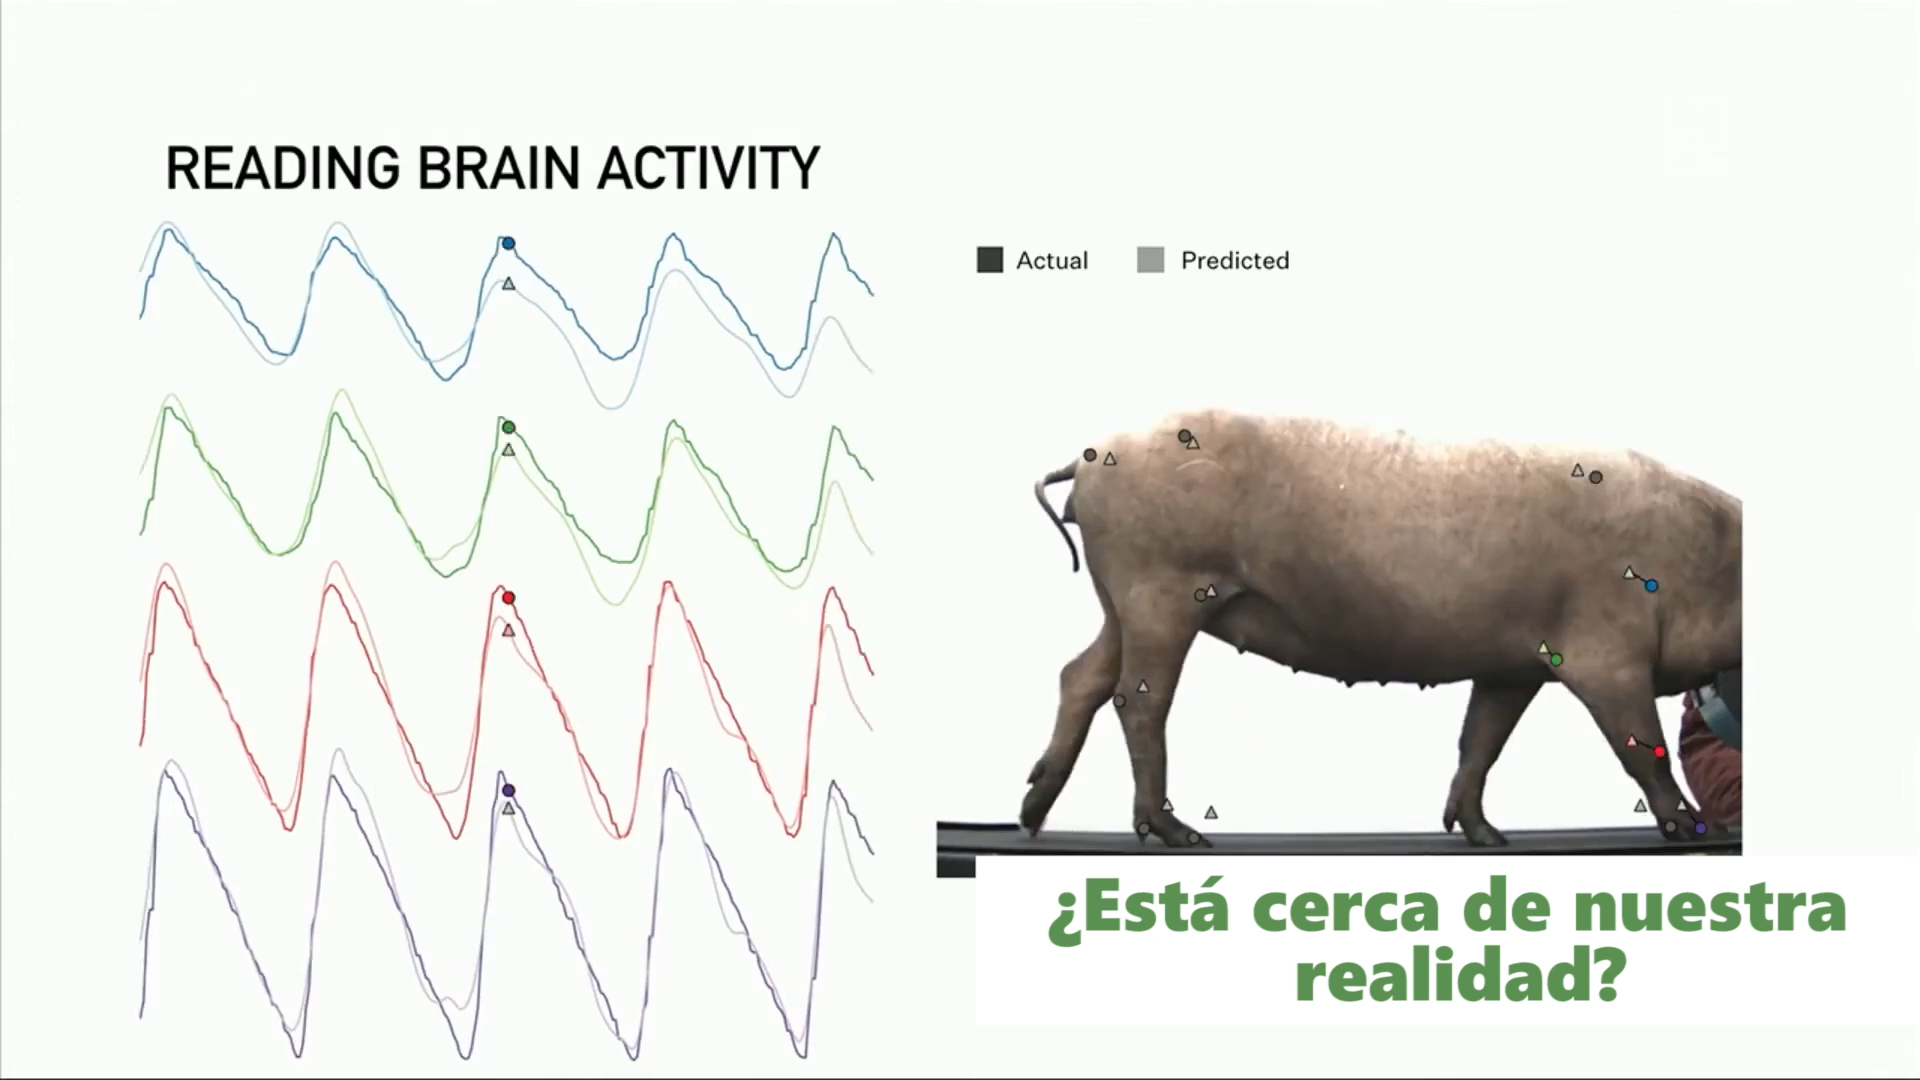 READING BRAIN ACTIVITY
Actual
Predicted
¿Está cerca de nuestra
realidad?